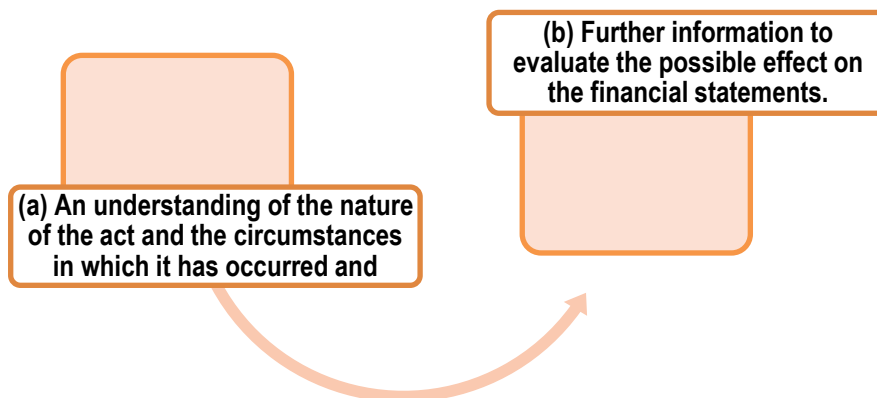 (a) An understanding of the nature
of the act and the circumstances
in which it has occurred and
(b) Further information to
evaluate the possible effect on
the financial statements.